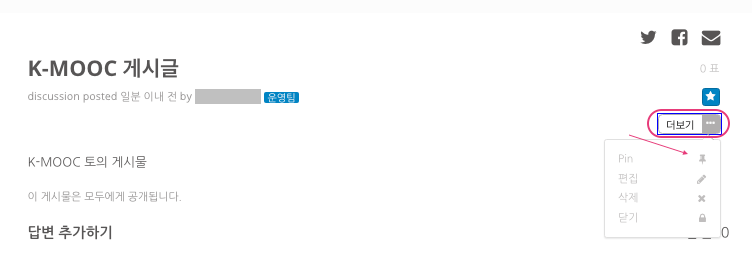 K-MOOC 게시글
0 표
discussion posted 일분 이내 전 by 운영팀
더보기
K-MOOC 토의 게시물
Pin
편집
이 게시물은 모두에게 공개됩니다.
삭제
닫기
답변 추가하기
0